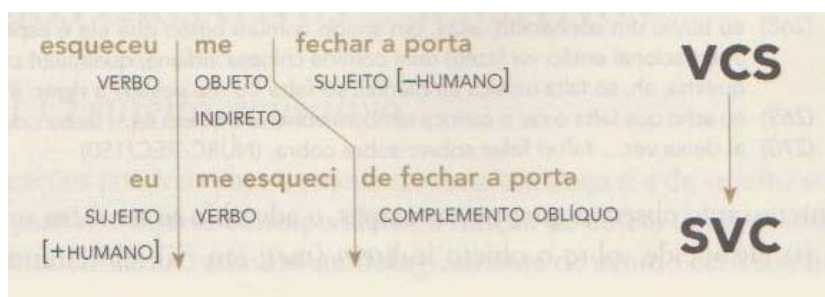 esqueceu me fechar a porta
VERBO OBJETO SUJEITO [–HUMANO]
INDIRETO
VCS
eu me esqueci de fechar a porta
SUJEITO VERBO COMPLEMENTO OBLÍQUO
[+HUMANO]
SVC